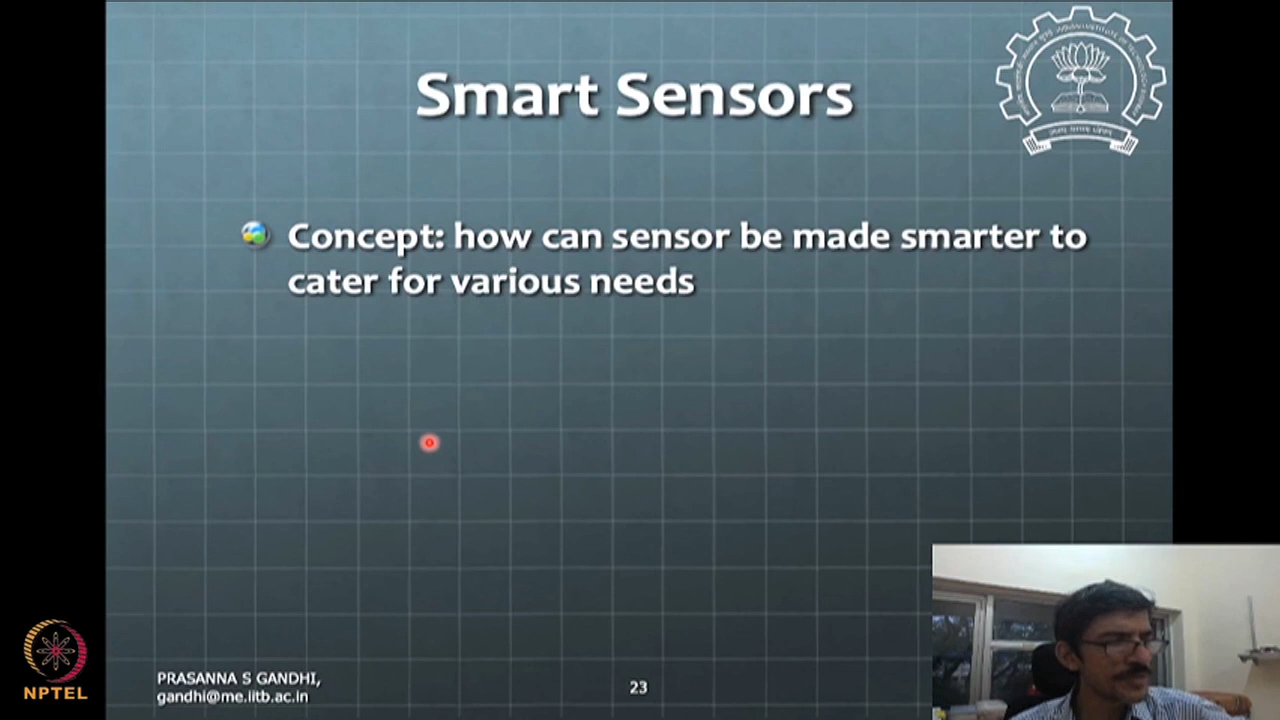 Smart Sensors
Concept: how can sensor be made smarter to
cater for various needs
PRASANNA S GANDHI,
gandhi@me.iitb.ac.in
23
NPTEL